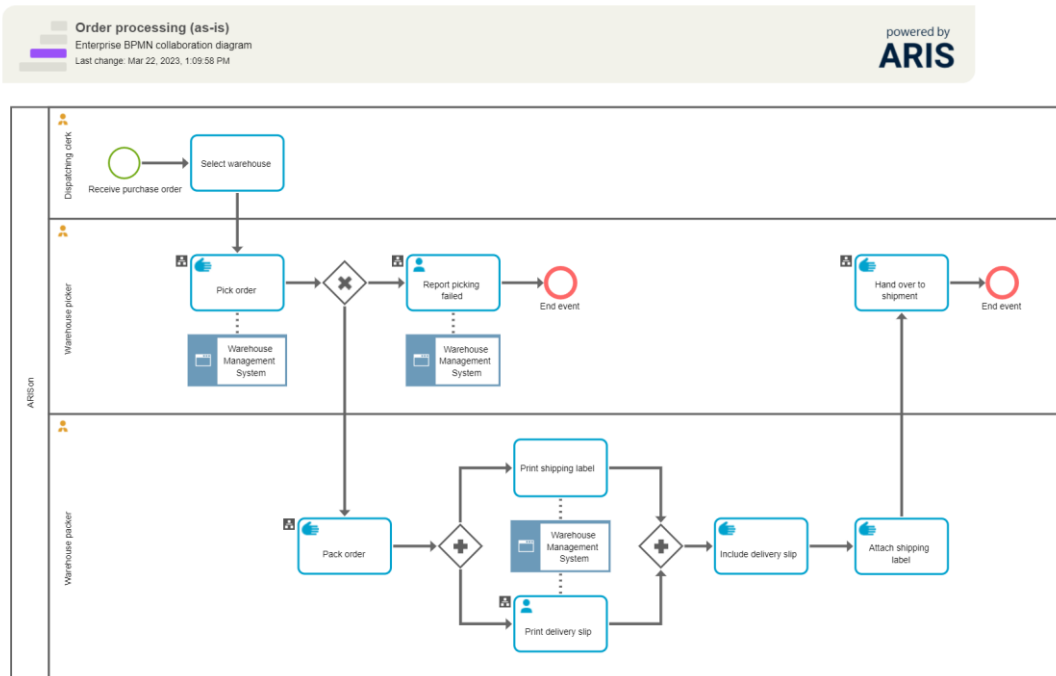 Order processing (as-is)
Enterprise BPMN collaboration diagram
Last change: Mar 22, 2023, 1:09:58 PM
powered by
ARIS
ARISon
Dispatching clerk
Receive purchase order
Select warehouse
Warehouse picker
Pick order
Warehouse
Management
System
Report picking
failed
Warehouse
Management
System
End event
Hand over to
shipment
End event
Warehouse packer
Pack order
Print shipping label
Warehouse
Management
System
Print delivery slip
Include delivery slip
Attach shipping
label